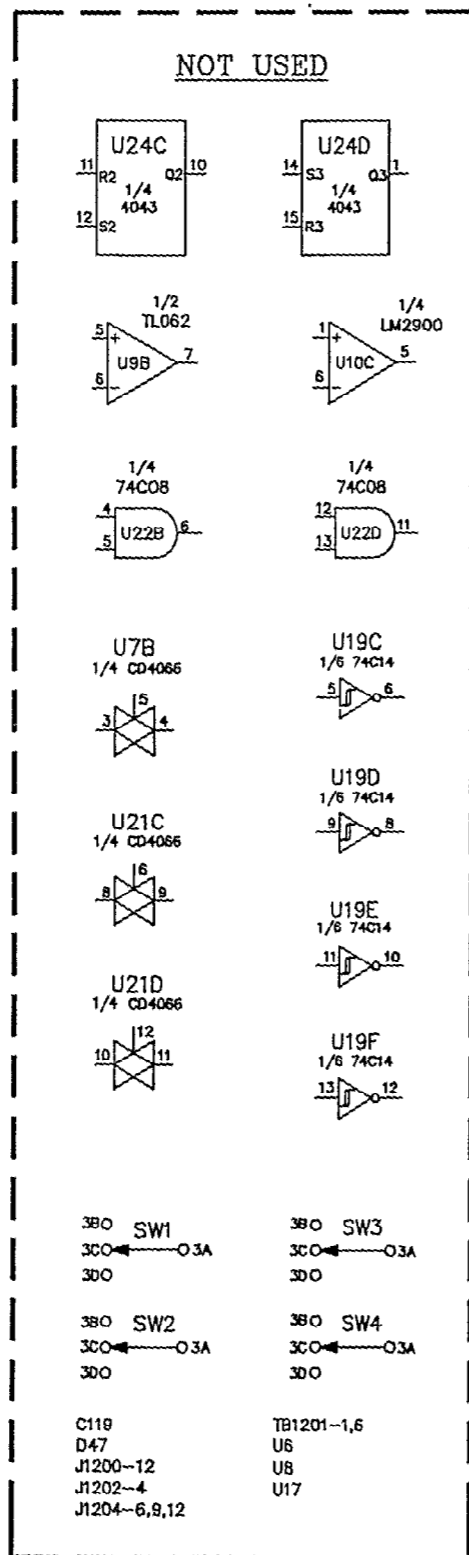 NOT USED
U24C
11 R2 Q2 10
1/4
4043
12 S2
U24D
14 S3 Q3 1
1/4
4043
15 R3
1/2
TL062
5 +
U9B 7
6 −
1/4
LM2900
1 +
U10C 5
6 −
1/4
74C08
4
U22B 6
5
1/4
74C08
12
U22D 11
13
U7B
1/4 CD4066
5
3 4
U19C
1/6 74C14
5 6
U19D
1/6 74C14
9 8
U21C
1/4 CD4066
6
8 9
U19E
1/6 74C14
11 10
U21D
1/4 CD4066
12
10 11
U19F
1/6 74C14
13 12
3B SW1
3C 3A
3D
3B SW3
3C 3A
3D
3B SW2
3C 3A
3D
3B SW4
3C 3A
3D
C119
D47
J1200-12
J1202-4
J1204-6,9,12
TB1201-1,6
U6
U8
U17